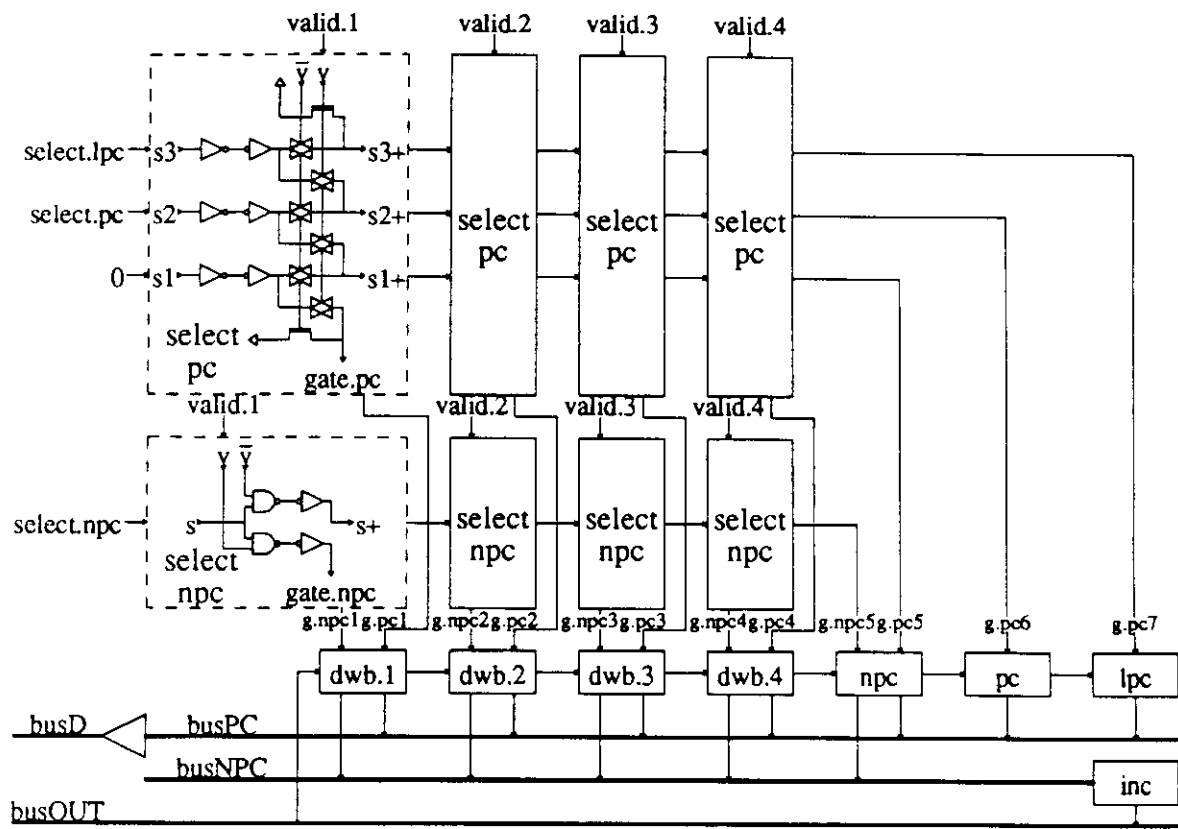 valid.1 valid.2 valid.3 valid.4
v̅ v
select.lpc s3 s3+
select.pc s2 s2+
select pc
select pc
select pc
0 s1 s1+
select pc
gate.pc
valid.1 valid.2 valid.3 valid.4
v v̅
select.npc s s+
select npc
select npc
select npc
select npc
gate.npc
g.npc1 g.pc1 g.npc2 g.pc2 g.npc3 g.pc3 g.npc4 g.pc4 g.npc5 g.pc5 g.pc6 g.pc7
dwb.1 dwb.2 dwb.3 dwb.4 npc pc lpc
busD busPC
busNPC inc
busOUT